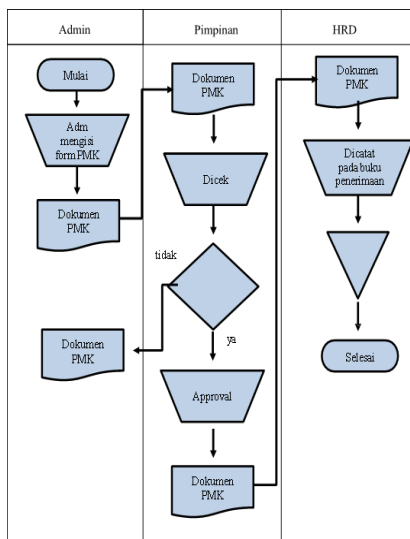 Admin
Pimpinan
HRD
Mulai
Adm
mengisi
form PMK
Dokumen
PMK
Dokumen
PMK
Dokumen
PMK
Dicek
tidak
ya
Approval
Dokumen
PMK
Dokumen
PMK
Dicatat
pada buku
penerimaan
Selesai